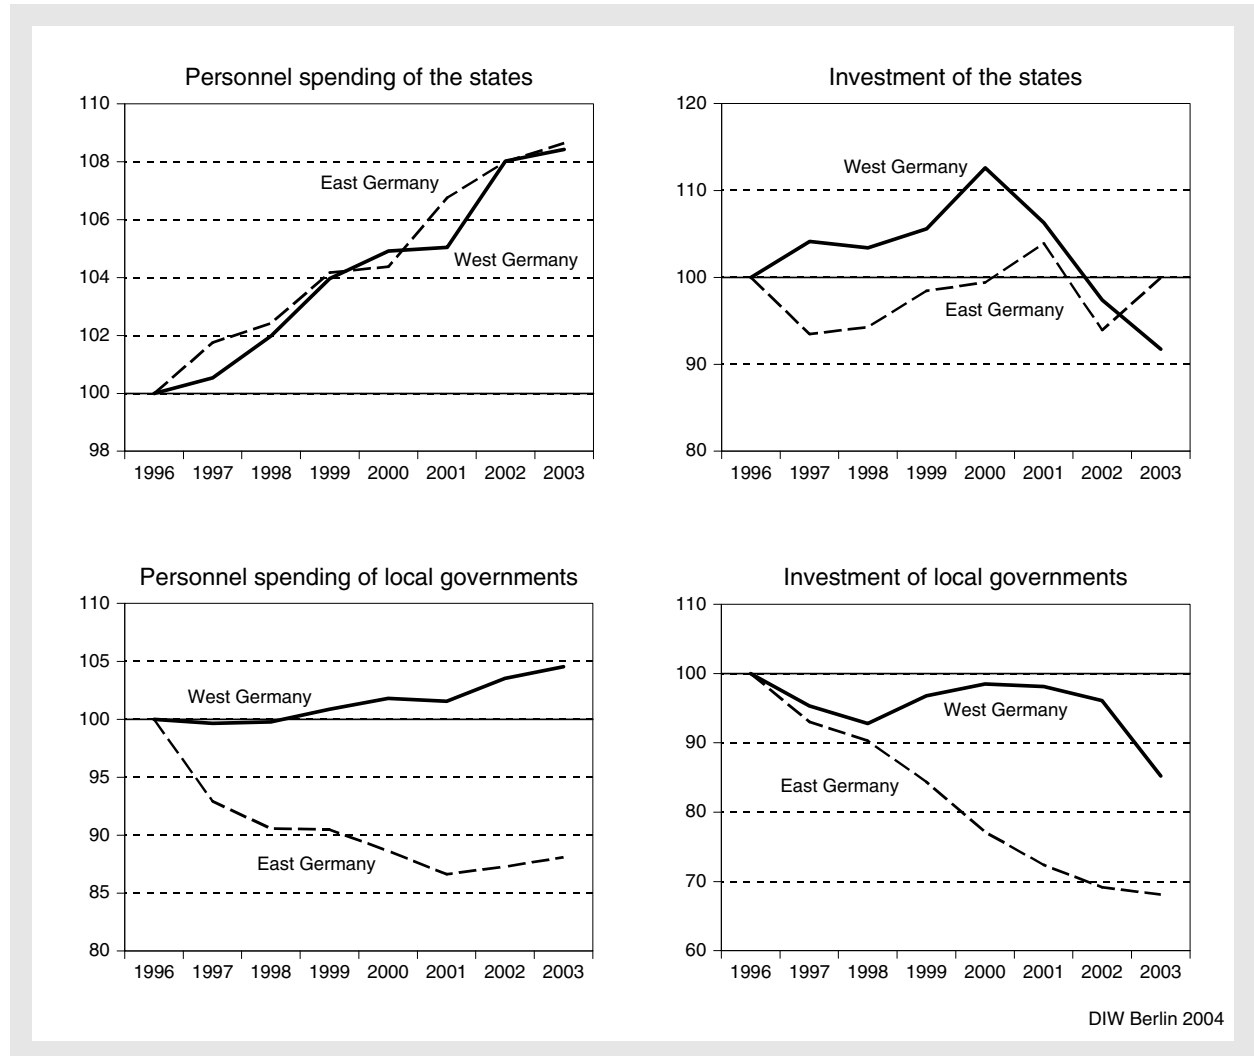 Personnel spending of the states
110
108
106
104
102
100
98
East Germany
West Germany
1996 1997 1998 1999 2000 2001 2002 2003
Investment of the states
120
110
100
90
80
West Germany
East Germany
1996 1997 1998 1999 2000 2001 2002 2003
Personnel spending of local governments
110
105
100
95
90
85
80
West Germany
East Germany
1996 1997 1998 1999 2000 2001 2002 2003
Investment of local governments
110
100
90
80
70
60
West Germany
East Germany
1996 1997 1998 1999 2000 2001 2002 2003
DIW Berlin 2004